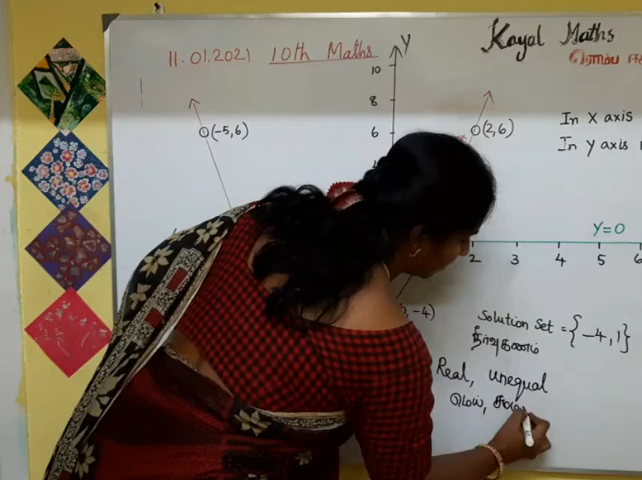 11.01.2021 10th Maths
Kayal Maths
Y
10
8
6
(-5,6)
(2,6)
In X axis
In Y axis
Y=0
2 3 4 5 6
-4)
Solution Set = {-4,1}
தீர்வுகணம்
Real, unequal
மெய்,